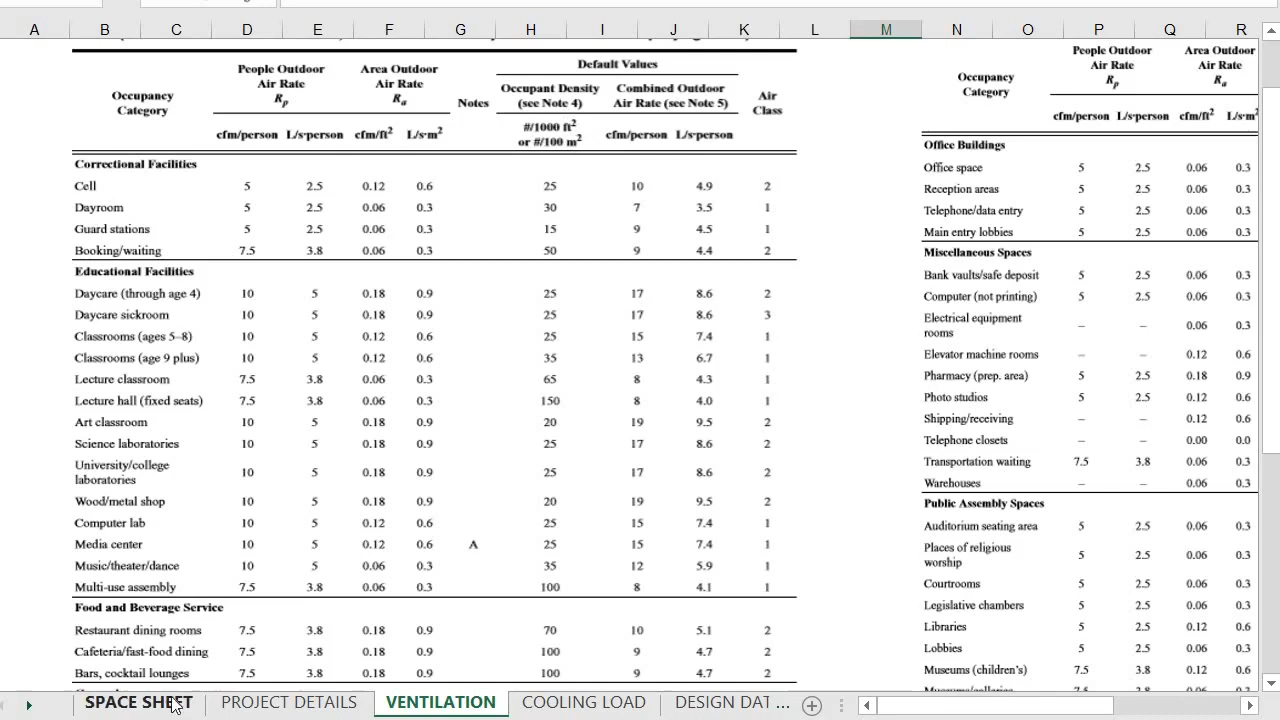 A B C D E F G H I J K L M N O P Q R
People Outdoor Air Rate Rp
Area Outdoor Air Rate Ra
Default Values
Occupancy Category
Notes
Occupant Density (see Note 4)
Combined Outdoor Air Rate (see Note 5)
Air Class
cfm/person L/s·person cfm/ft² L/s·m²
#/1000 ft² or #/100 m²
cfm/person L/s·person
Correctional Facilities
Cell 5 2.5 0.12 0.6 25 10 4.9 2
Dayroom 5 2.5 0.06 0.3 30 7 3.5 1
Guard stations 5 2.5 0.06 0.3 15 9 4.5 1
Booking/waiting 7.5 3.8 0.06 0.3 50 9 4.4 2
Educational Facilities
Daycare (through age 4) 10 5 0.18 0.9 25 17 8.6 2
Daycare sickroom 10 5 0.18 0.9 25 17 8.6 3
Classrooms (ages 5–8) 10 5 0.12 0.6 25 15 7.4 1
Classrooms (age 9 plus) 10 5 0.12 0.6 35 13 6.7 1
Lecture classroom 7.5 3.8 0.06 0.3 65 8 4.3 1
Lecture hall (fixed seats) 7.5 3.8 0.06 0.3 150 8 4.0 1
Art classroom 10 5 0.18 0.9 20 19 9.5 2
Science laboratories 10 5 0.18 0.9 25 17 8.6 2
University/college
laboratories 10 5 0.18 0.9 25 17 8.6 2
Wood/metal shop 10 5 0.18 0.9 20 19 9.5 2
Computer lab 10 5 0.12 0.6 25 15 7.4 1
Media center 10 5 0.12 0.6 A 25 15 7.4 1
Music/theater/dance 10 5 0.06 0.3 35 12 5.9 1
Multi-use assembly 7.5 3.8 0.06 0.3 100 8 4.1 1
Food and Beverage Service
Restaurant dining rooms 7.5 3.8 0.18 0.9 70 10 5.1 2
Cafeteria/fast-food dining 7.5 3.8 0.18 0.9 100 9 4.7 2
Bars, cocktail lounges 7.5 3.8 0.18 0.9 100 9 4.7 2
People Outdoor Air Rate Rp
Area Outdoor Air Rate Ra
Occupancy Category
cfm/person L/s·person cfm/ft² L/s·m²
Office Buildings
Office space 5 2.5 0.06 0.3
Reception areas 5 2.5 0.06 0.3
Telephone/data entry 5 2.5 0.06 0.3
Main entry lobbies 5 2.5 0.06 0.3
Miscellaneous Spaces
Bank vaults/safe deposit 5 2.5 0.06 0.3
Computer (not printing) 5 2.5 0.06 0.3
Electrical equipment
rooms – – 0.06 0.3
Elevator machine rooms – – 0.12 0.6
Pharmacy (prep. area) 5 2.5 0.18 0.9
Photo studios 5 2.5 0.12 0.6
Shipping/receiving – – 0.12 0.6
Telephone closets – – 0.00 0.0
Transportation waiting 7.5 3.8 0.06 0.3
Warehouses – – 0.06 0.3
Public Assembly Spaces
Auditorium seating area 5 2.5 0.06 0.3
Places of religious
worship 5 2.5 0.06 0.3
Courtrooms 5 2.5 0.06 0.3
Legislative chambers 5 2.5 0.06 0.3
Libraries 5 2.5 0.12 0.6
Lobbies 5 2.5 0.06 0.3
Museums (children's) 7.5 3.8 0.12 0.6
SPACE SHEET PROJECT DETAILS VENTILATION COOLING LOAD DESIGN DAT ...